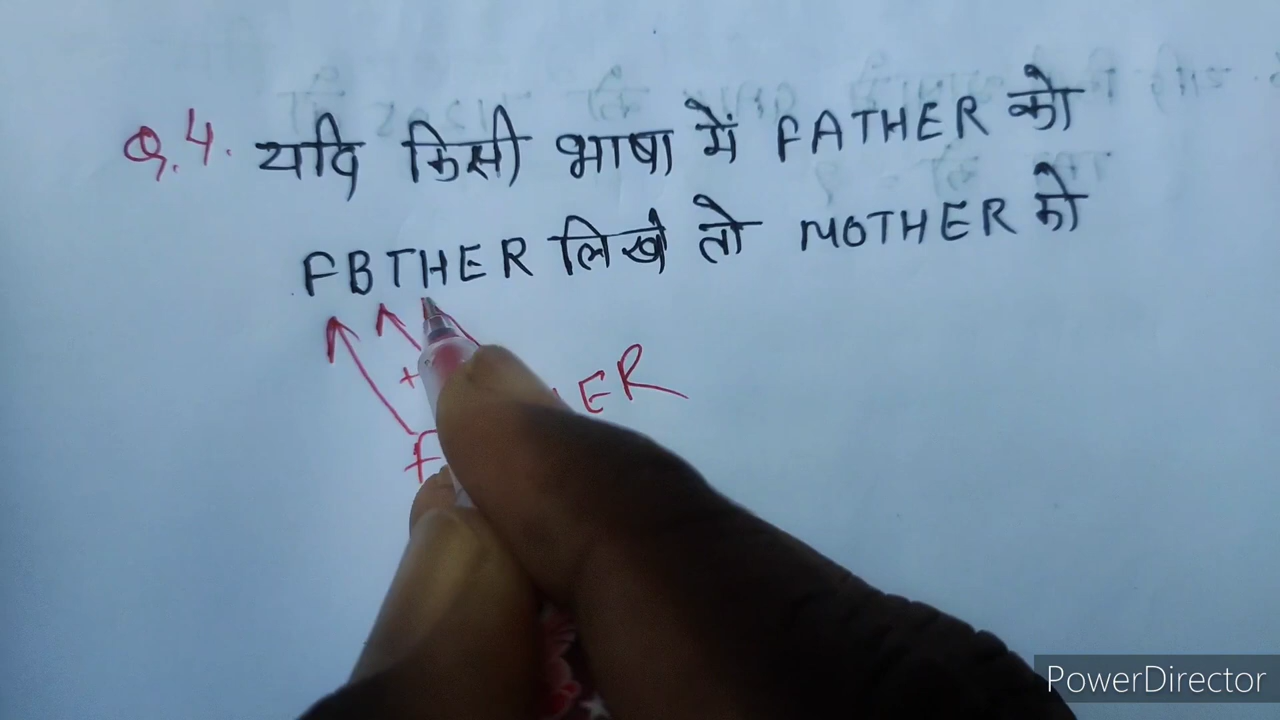 Q.4. यदि किसी भाषा में FATHER को
FBTHER लिखे तो MOTHER को
+
ER
F
PowerDirector